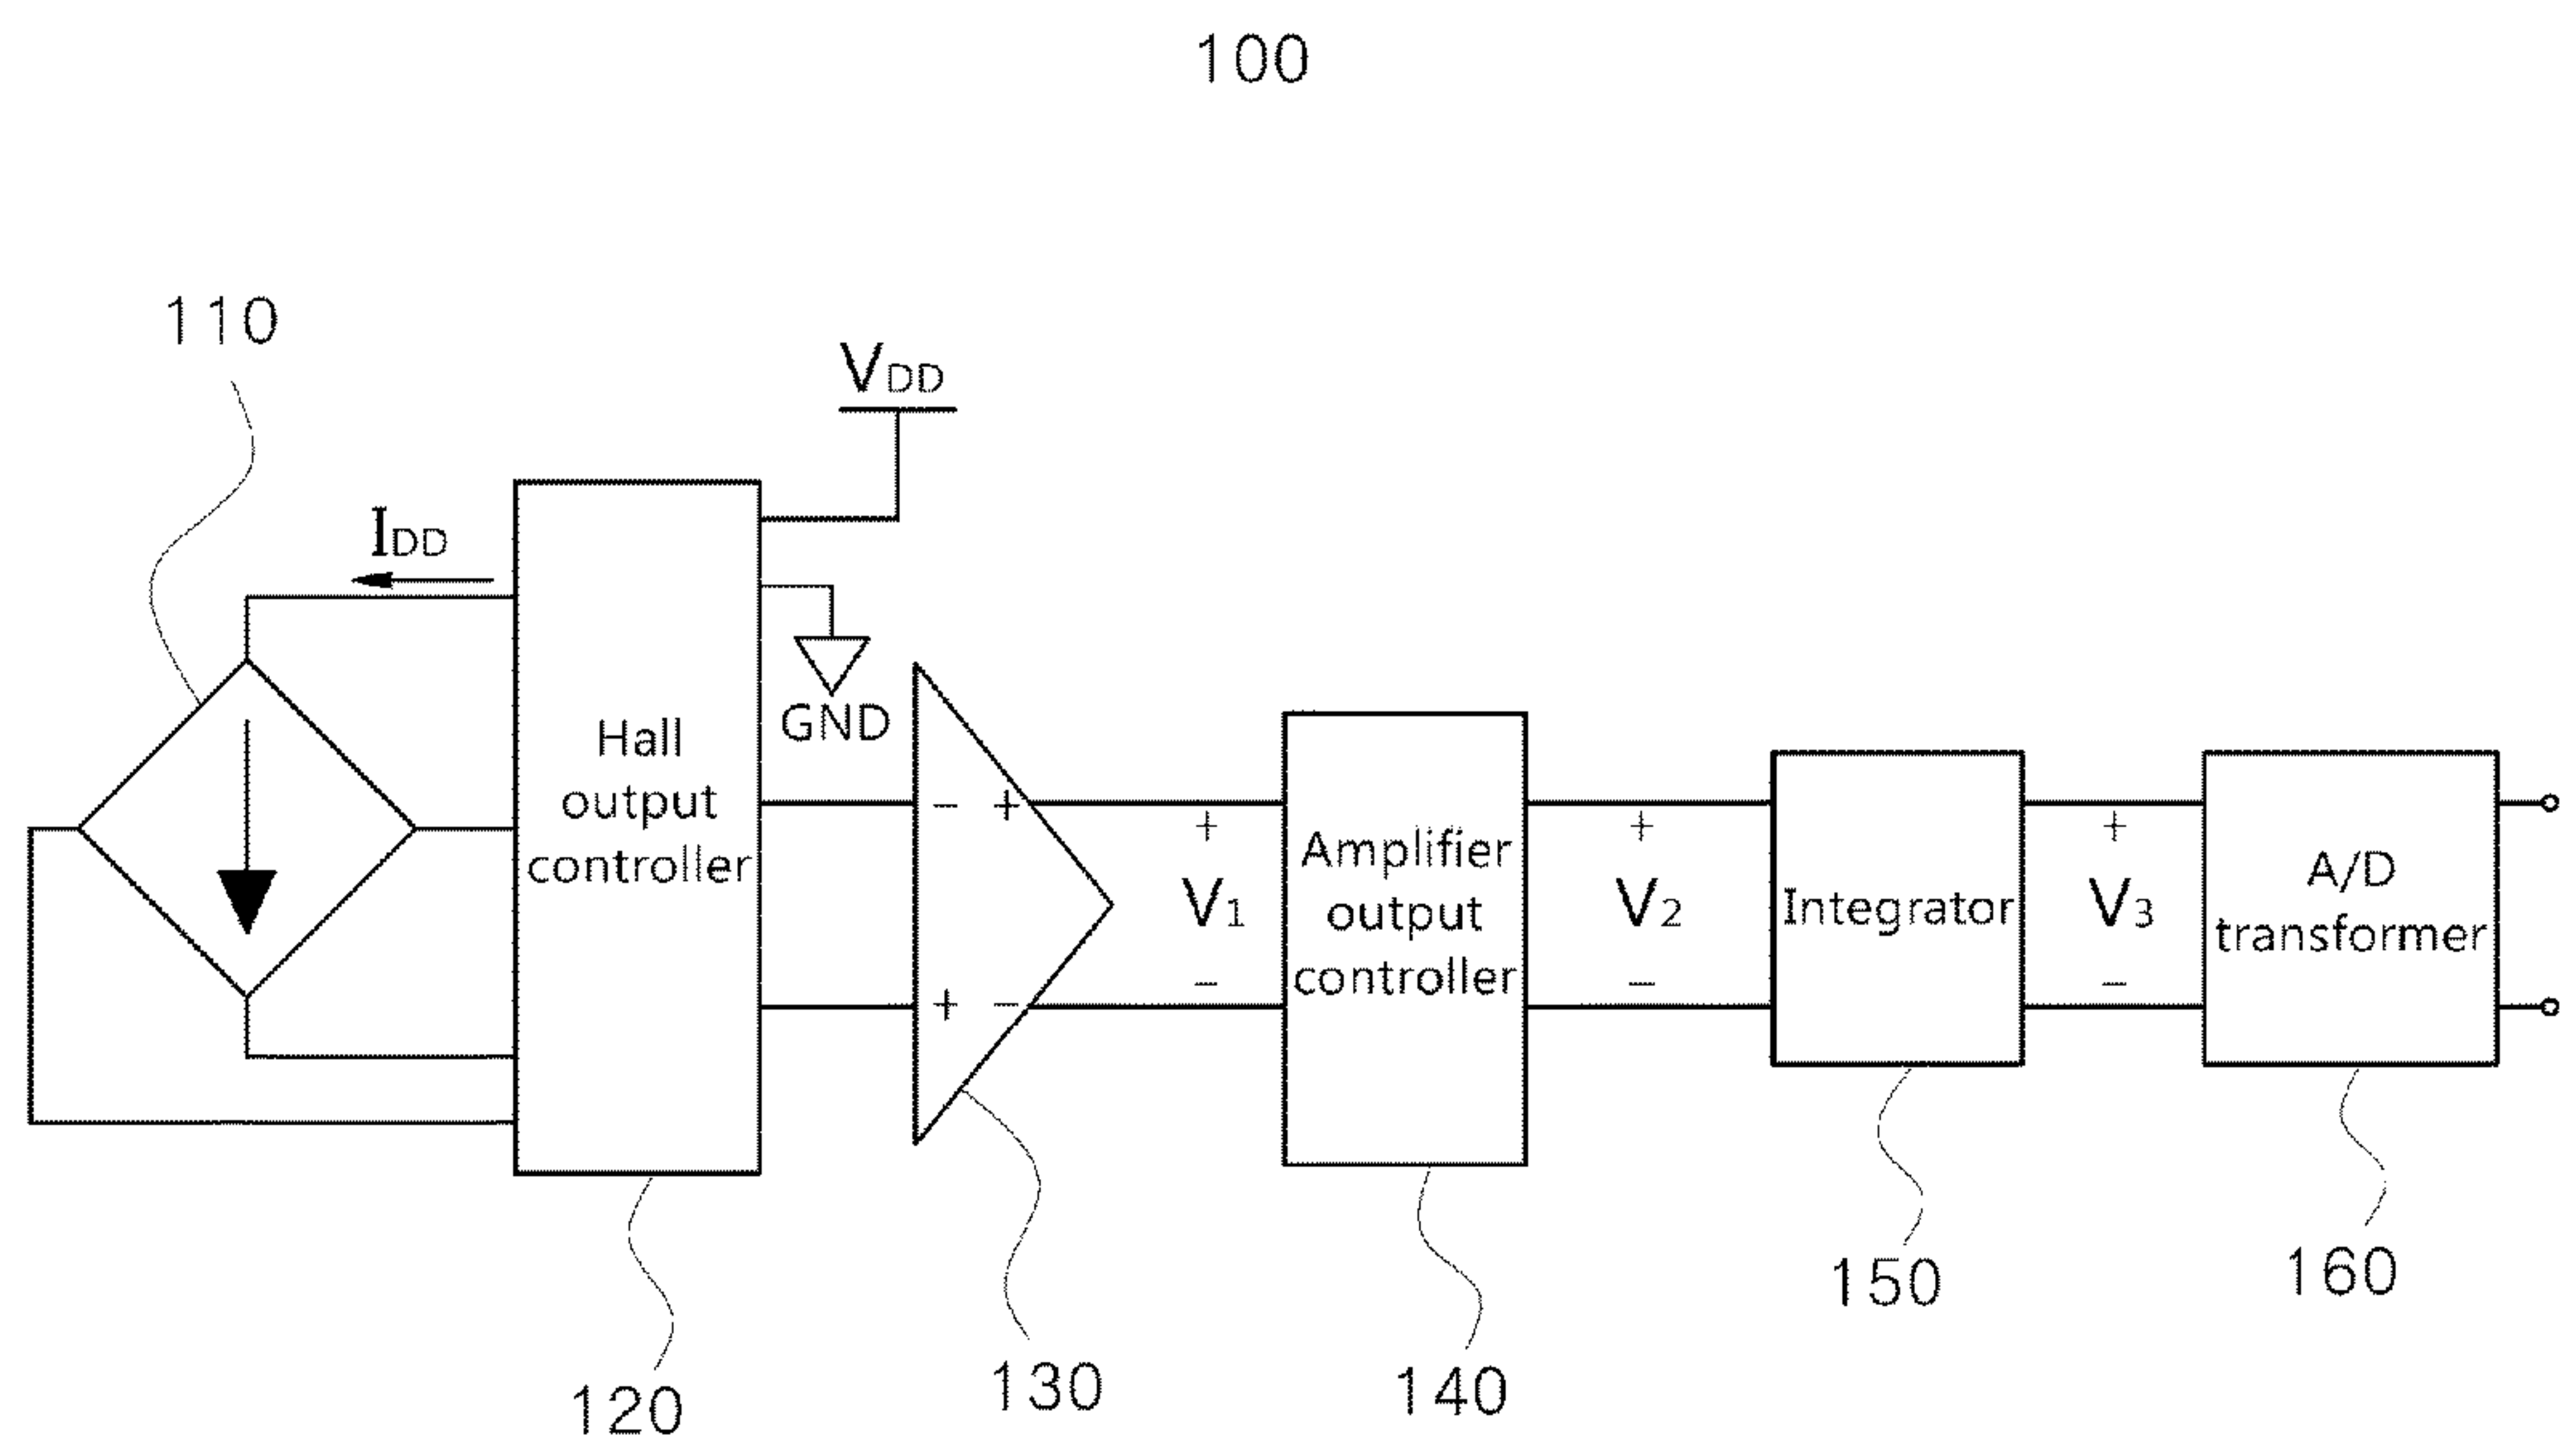 100
110
VDD
IDD
GND
Hall
output
controller
− +
+ −
+
V1
−
Amplifier
output
controller
+
V2
−
Integrator
+
V3
−
A/D
transformer
120
130
140
150
160